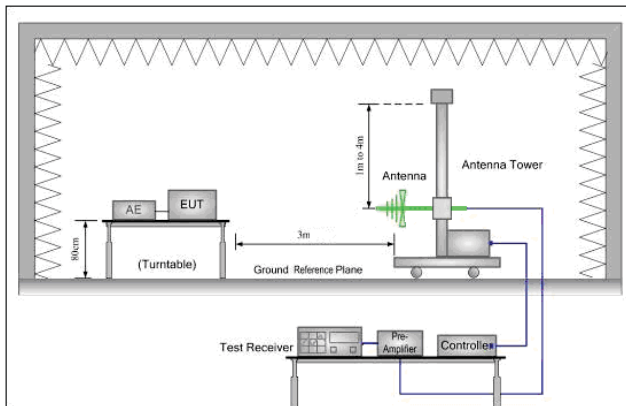 1m to 4m
Antenna
Antenna Tower
AE
EUT
80cm
(Turntable)
3m
Ground Reference Plane
Test Receiver
Pre-
Amplifier
Controller